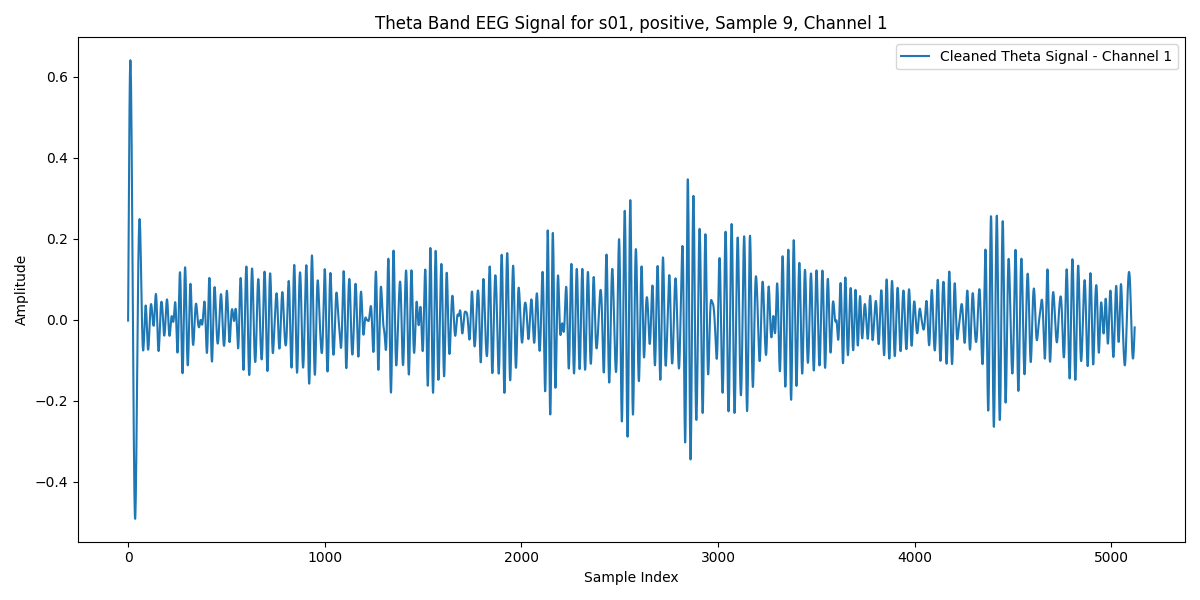 Theta Band EEG Signal for s01, positive, Sample 9, Channel 1
Cleaned Theta Signal - Channel 1
Amplitude
0.6
0.4
0.2
0.0
−0.2
−0.4
0 1000 2000 3000 4000 5000
Sample Index